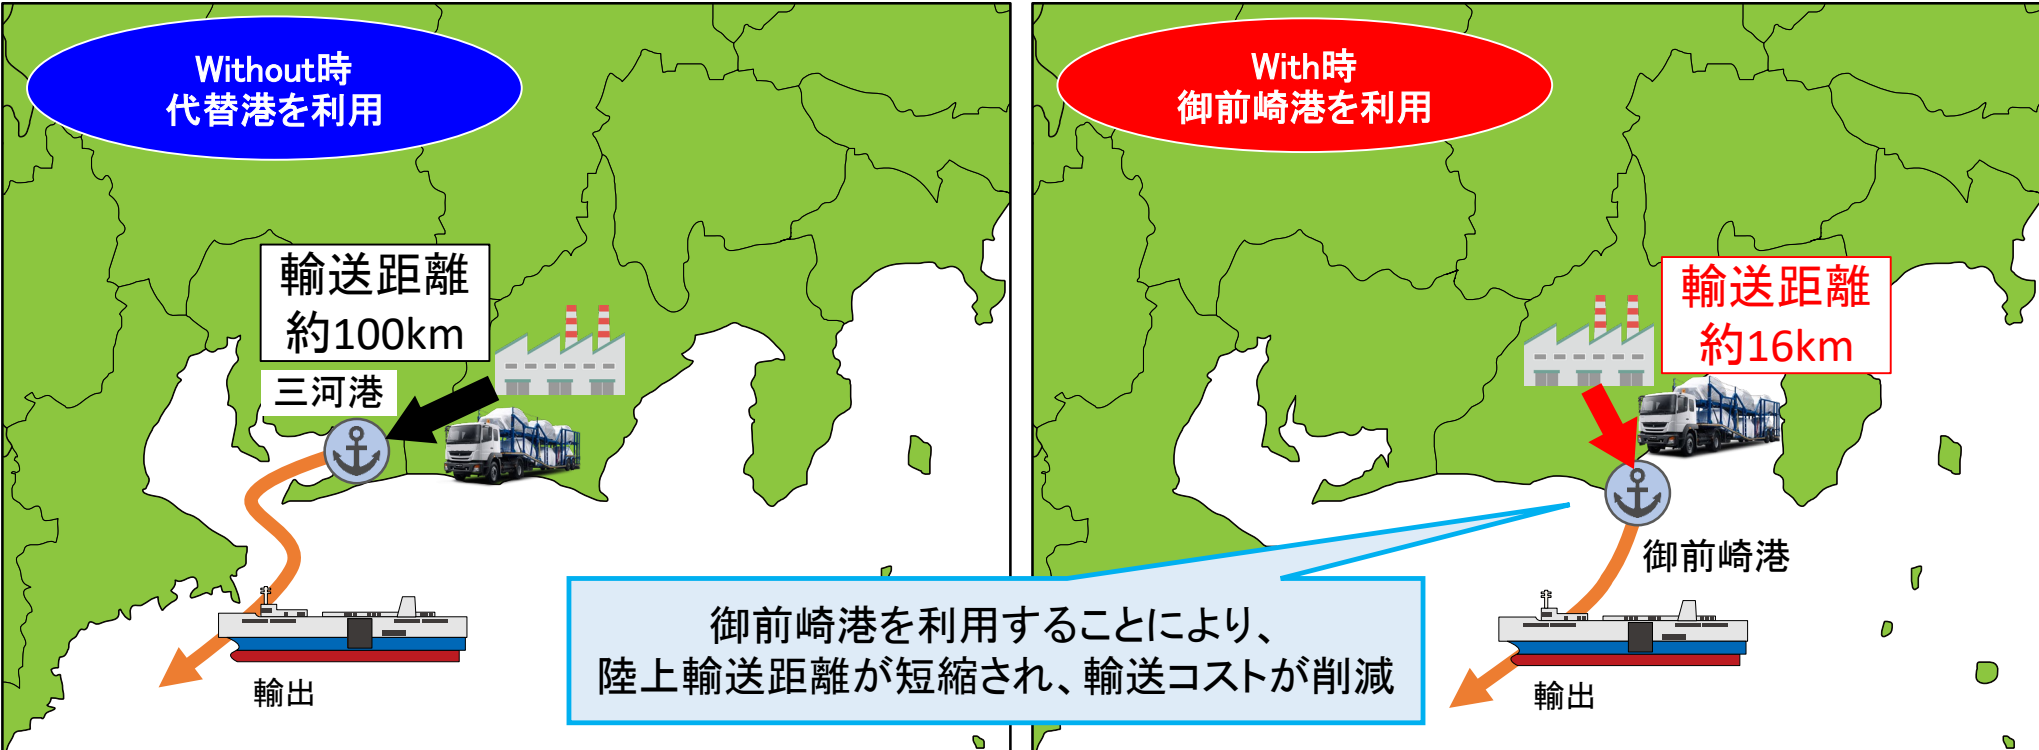 Without時
代替港を利用
輸送距離
約100km
三河港
輸出
With時
御前崎港を利用
輸送距離
約16km
御前崎港
輸出
御前崎港を利用することにより、
陸上輸送距離が短縮され、輸送コストが削減